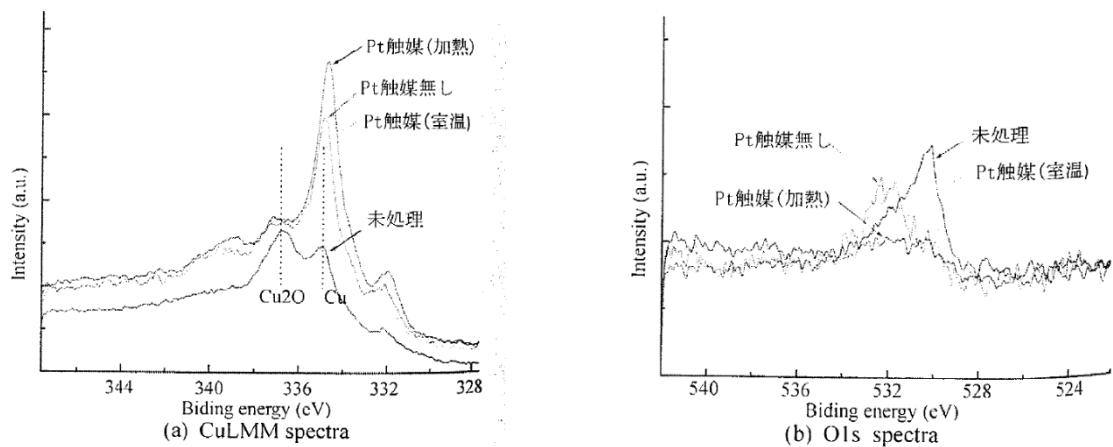 Pt触媒(加熱)
Pt触媒無し
Pt触媒(室温)
未処理
Cu2O
Cu
Intensity (a.u.)
344
340
336
332
328
Biding energy (eV)
(a) CuLMM spectra
未処理
Pt触媒無し
Pt触媒(室温)
Pt触媒(加熱)
Intensity (a.u.)
540
536
532
528
524
Biding energy (eV)
(b) O1s spectra